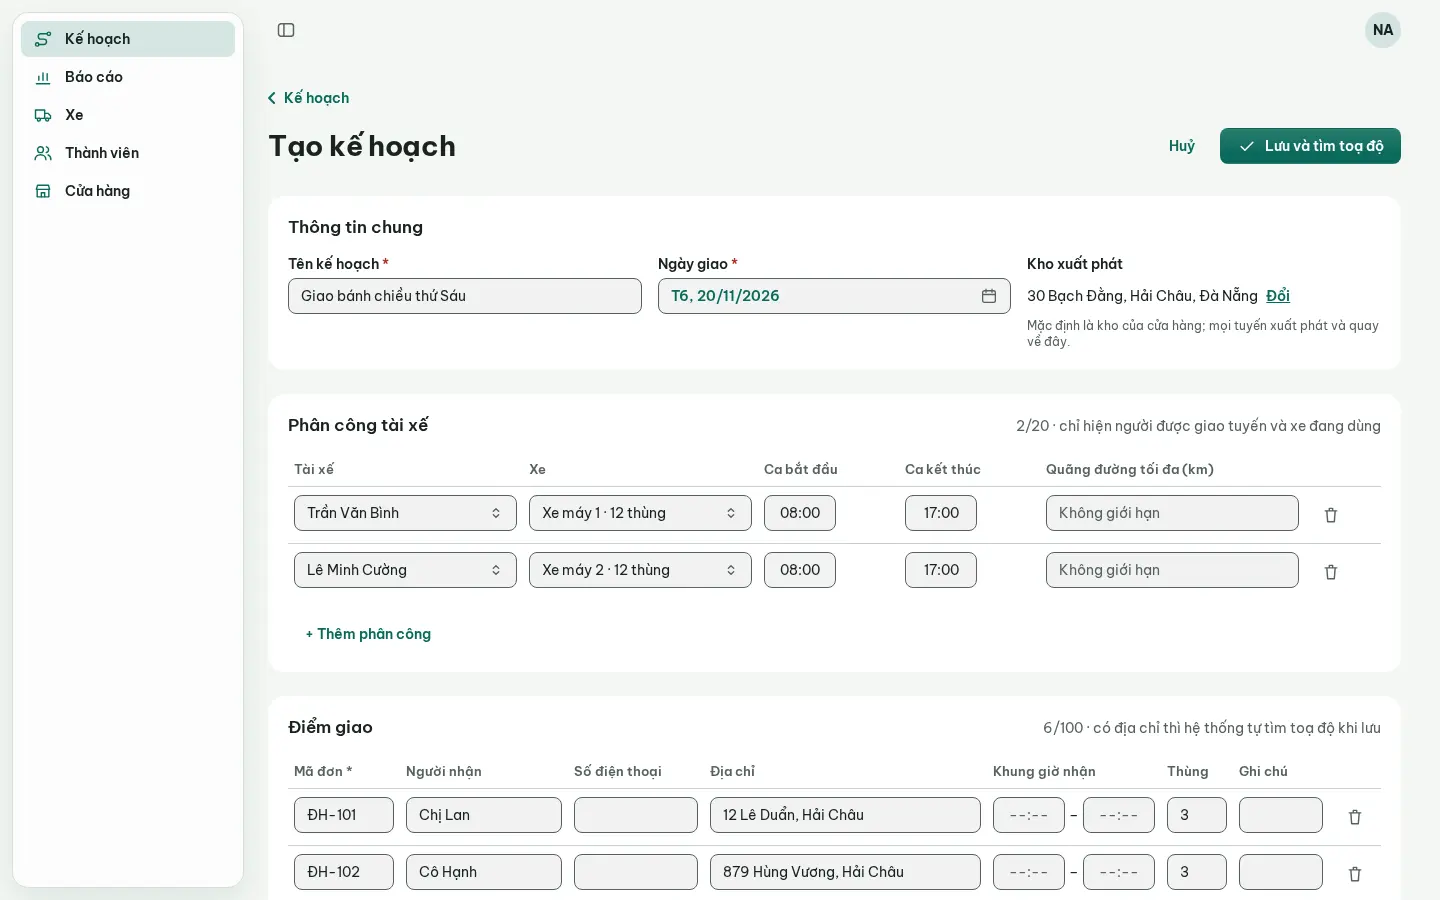 Kế hoạch
Báo cáo
Xe
Thành viên
Cửa hàng
NA
Kế hoạch
Tạo kế hoạch
Huỷ
Lưu và tìm toạ độ
Thông tin chung
Tên kế hoạch *
Ngày giao *
Kho xuất phát
Giao bánh chiều thứ Sáu
T6, 20/11/2026
30 Bạch Đằng, Hải Châu, Đà Nẵng Đổi
Mặc định là kho của cửa hàng; mọi tuyến xuất phát và quay
về đây.
Phân công tài xế
2/20 · chỉ hiện người được giao tuyến và xe đang dùng
Tài xế
Xe
Ca bắt đầu
Ca kết thúc
Quãng đường tối đa (km)
Trần Văn Bình
Xe máy 1 · 12 thùng
08:00
17:00
Không giới hạn
Lê Minh Cường
Xe máy 2 · 12 thùng
08:00
17:00
Không giới hạn
+ Thêm phân công
Điểm giao
6/100 · có địa chỉ thì hệ thống tự tìm toạ độ khi lưu
Mã đơn *
Người nhận
Số điện thoại
Địa chỉ
Khung giờ nhận
Thùng
Ghi chú
ĐH-101
Chị Lan
12 Lê Duẩn, Hải Châu
--:-- – --:--
3
ĐH-102
Cô Hạnh
879 Hùng Vương, Hải Châu
--:-- – --:--
3